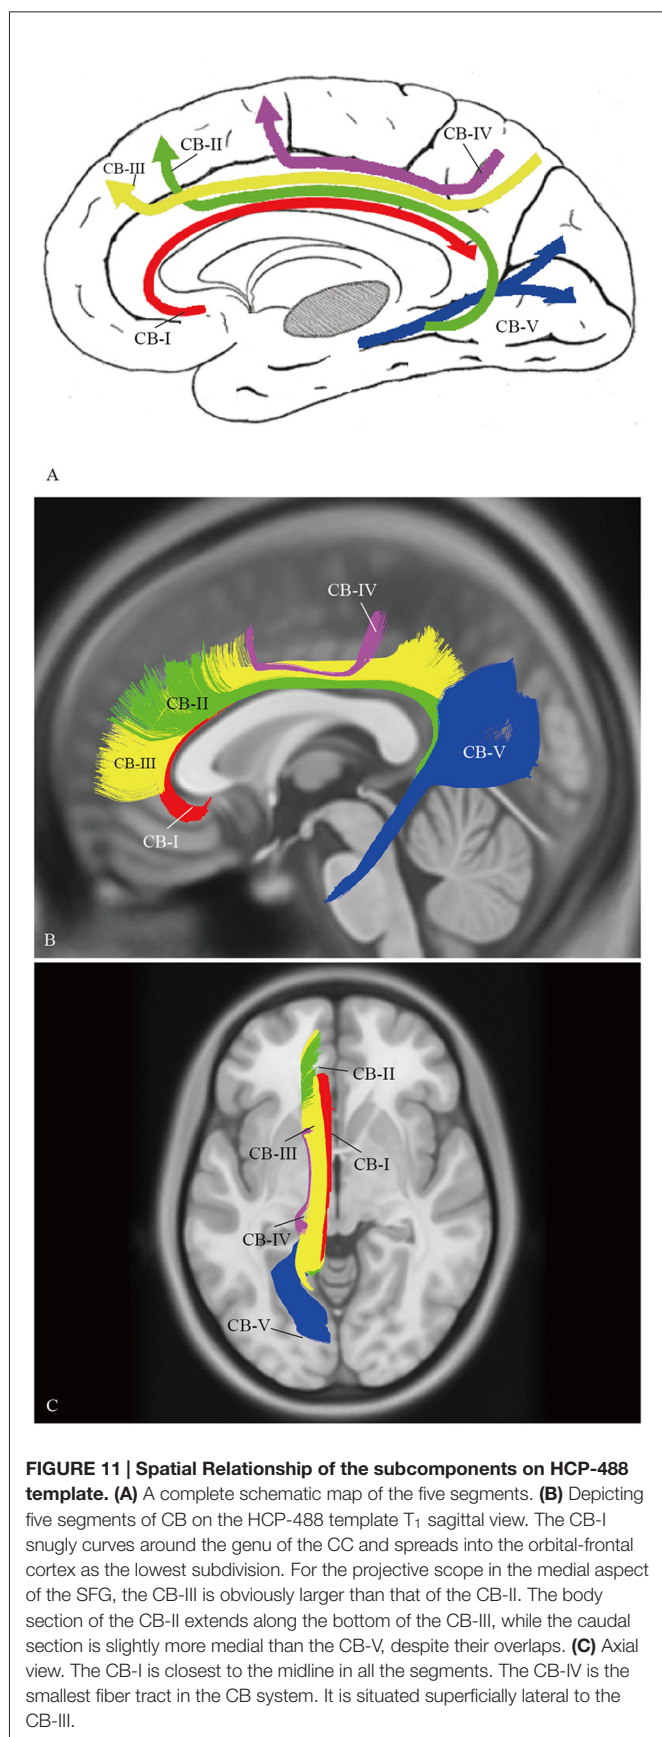 CB-IV
CB-II
CB-III
CB-I
CB-V
A
CB-IV
CB-II
CB-III
CB-V
CB-I
B
CB-II
CB-III
CB-I
CB-IV
CB-V
C
FIGURE 11 | Spatial Relationship of the subcomponents on HCP-488
template. (A) A complete schematic map of the five segments. (B) Depicting
five segments of CB on the HCP-488 template T₁ sagittal view. The CB-I
snugly curves around the genu of the CC and spreads into the orbital-frontal
cortex as the lowest subdivision. For the projective scope in the medial aspect
of the SFG, the CB-III is obviously larger than that of the CB-II. The body
section of the CB-II extends along the bottom of the CB-III, while the caudal
section is slightly more medial than the CB-V, despite their overlaps. (C) Axial
view. The CB-I is closest to the midline in all the segments. The CB-IV is the
smallest fiber tract in the CB system. It is situated superficially lateral to the
CB-III.